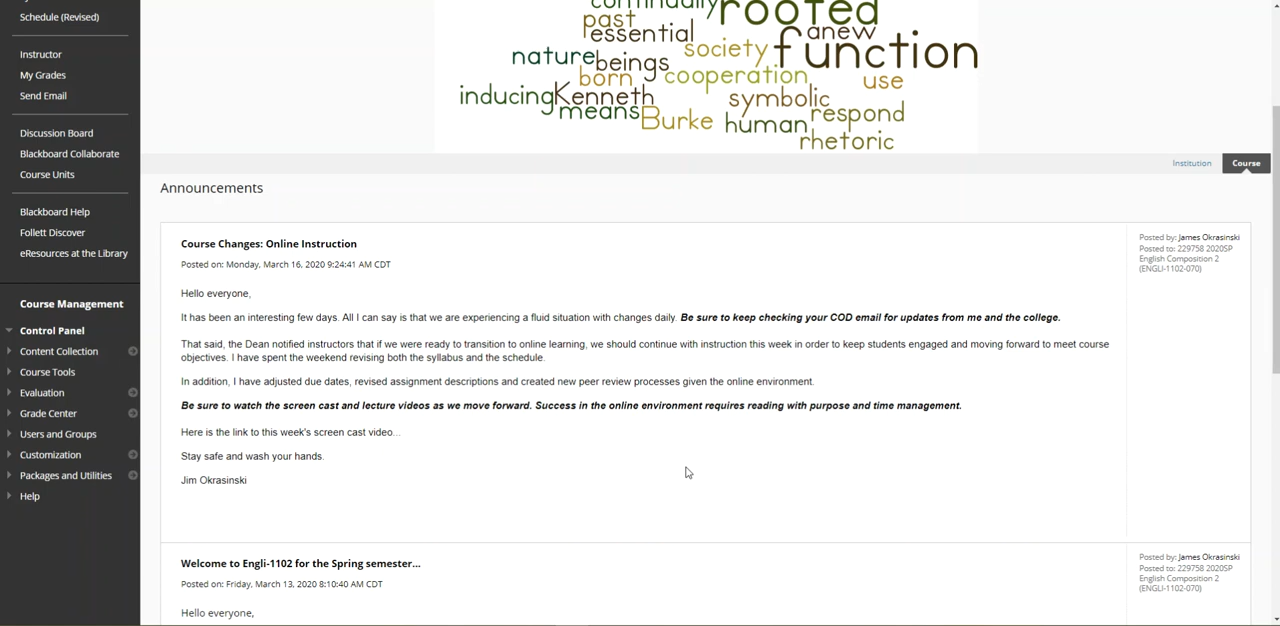 Schedule (Revised)
Instructor
My Grades
Send Email
Discussion Board
Blackboard Collaborate
Course Units
Blackboard Help
Follett Discover
eResources at the Library
Course Management
Control Panel
Content Collection
Course Tools
Evaluation
Grade Center
Users and Groups
Customization
Packages and Utilities
Help
continually
rooted
past
essential
anew
nature
beings
society
function
born
cooperation
use
inducing
Kenneth
symbolic
means
Burke
human
respond
rhetoric
Institution
Course
Announcements
Course Changes: Online Instruction
Posted on: Monday, March 16, 2020 9:24:41 AM CDT
Hello everyone,
It has been an interesting few days. All I can say is that we are experiencing a fluid situation with changes daily. Be sure to keep checking your COD email for updates from me and the college.
That said, the Dean notified instructors that if we were ready to transition to online learning, we should continue with instruction this week in order to keep students engaged and moving forward to meet course
objectives. I have spent the weekend revising both the syllabus and the schedule.
In addition, I have adjusted due dates, revised assignment descriptions and created new peer review processes given the online environment.
Be sure to watch the screen cast and lecture videos as we move forward. Success in the online environment requires reading with purpose and time management.
Here is the link to this week's screen cast video...
Stay safe and wash your hands.
Jim Okrasinski
Posted by: James Okrasinski
Posted to: 229758 2020SP
English Composition 2
(ENGLI-1102-070)
Welcome to Engli-1102 for the Spring semester...
Posted on: Friday, March 13, 2020 8:10:40 AM CDT
Hello everyone,
Posted by: James Okrasinski
Posted to: 229758 2020SP
English Composition 2
(ENGLI-1102-070)